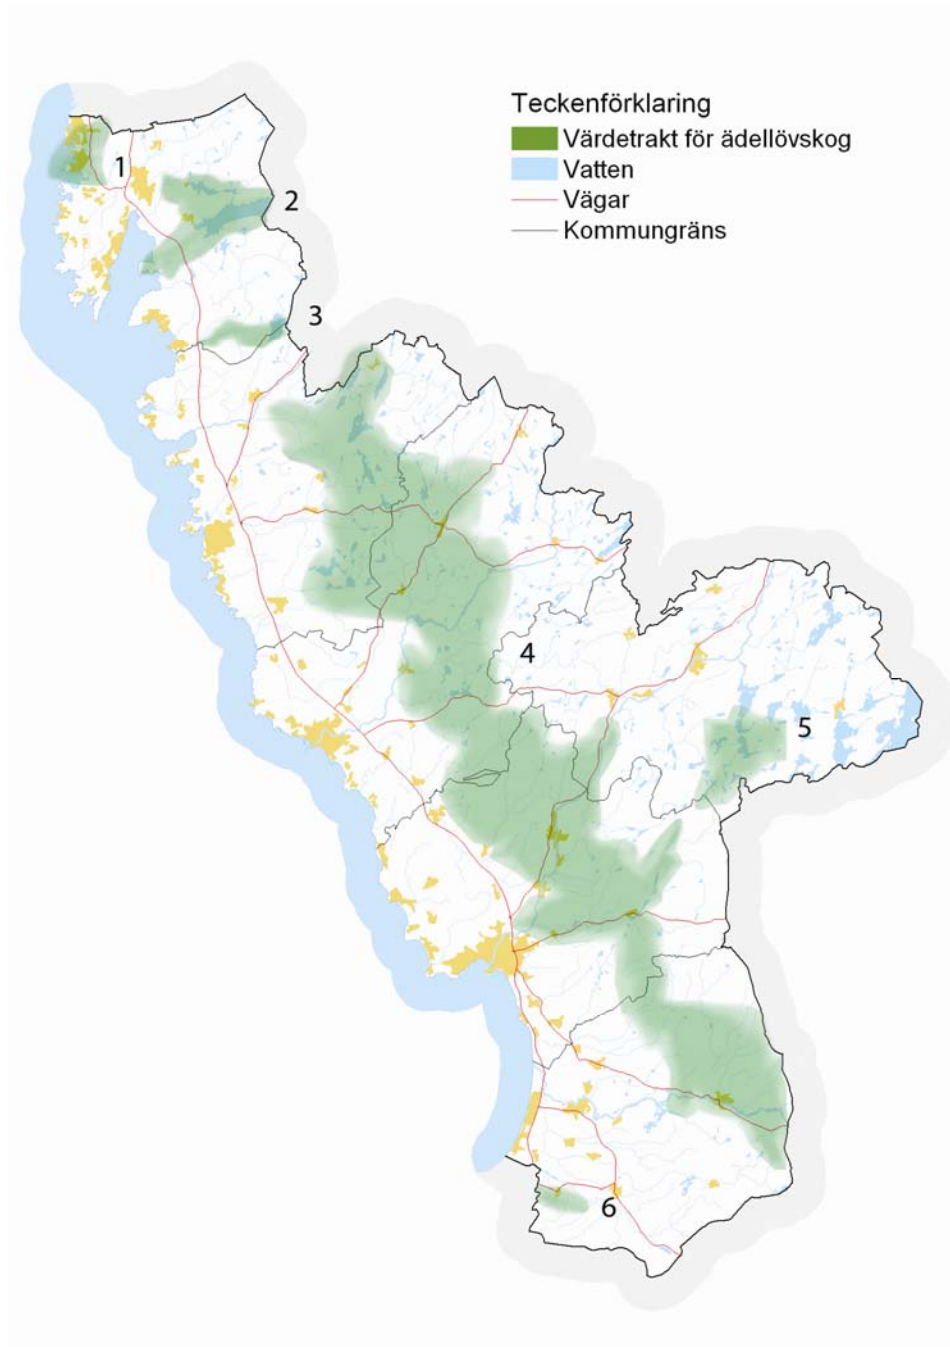 Teckenförklaring
Värdetrakt för ädellövskog
Vatten
Vägar
Kommungräns
1
2
3
4
5
6